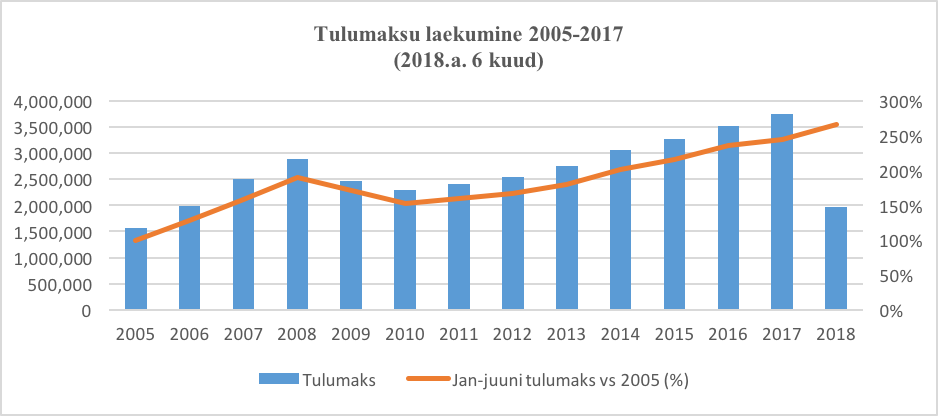 Tulumaksu laekumine 2005-2017
(2018.a. 6 kuud)
4,000,000 300%
3,500,000 250%
3,000,000 200%
2,500,000 150%
2,000,000 100%
1,500,000 50%
1,000,000 0%
500,000
0
2005 2006 2007 2008 2009 2010 2011 2012 2013 2014 2015 2016 2017 2018
Tulumaks Jan-juuni tulumaks vs 2005 (%)